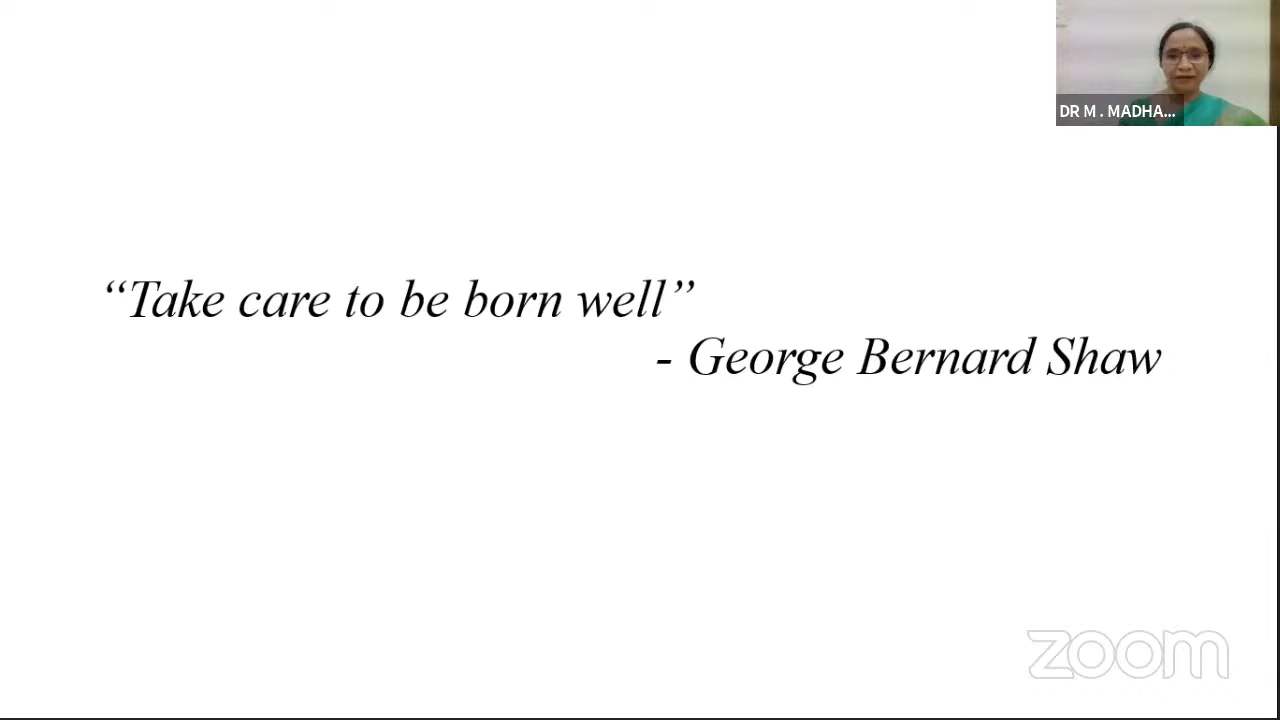 DR M . MADHA...
“Take care to be born well”
- George Bernard Shaw
zoom